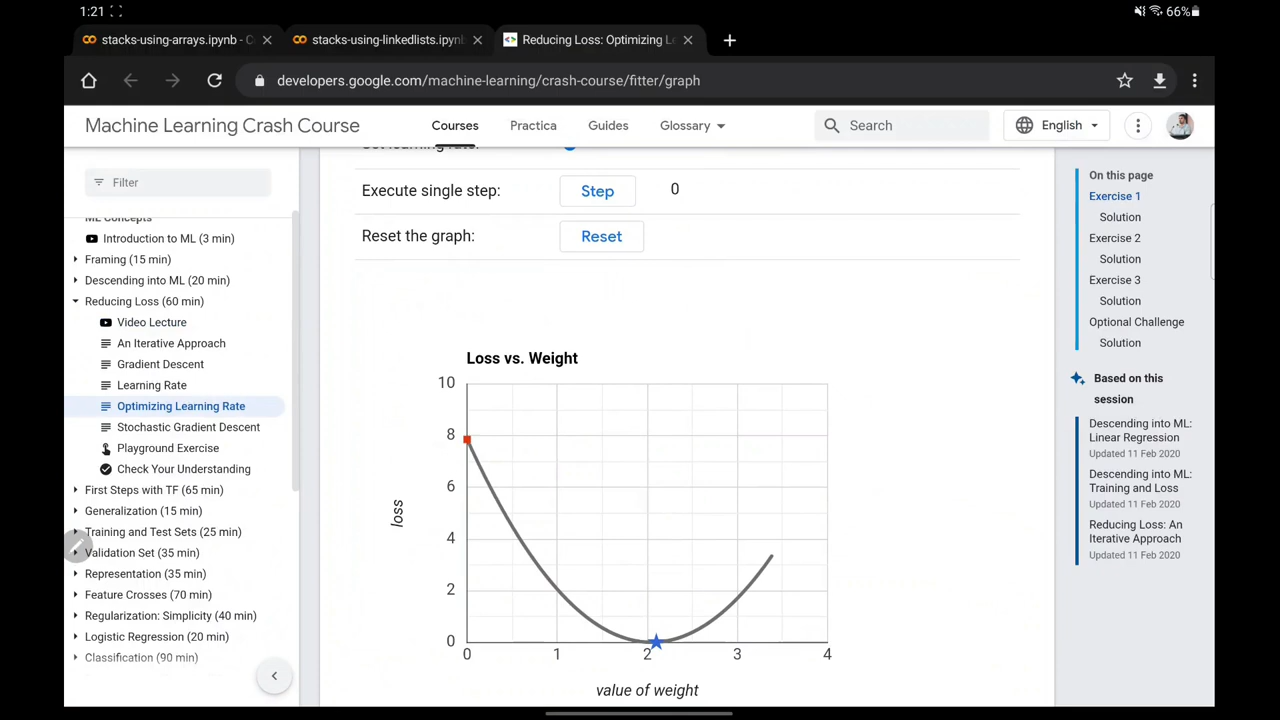 1:21
66%
stacks-using-arrays.ipynb - C
stacks-using-linkedlists.ipynb
Reducing Loss: Optimizing Le
developers.google.com/machine-learning/crash-course/fitter/graph
Machine Learning Crash Course
Courses
Practica
Guides
Glossary
Search
English
Filter
ML Concepts
Introduction to ML (3 min)
Framing (15 min)
Descending into ML (20 min)
Reducing Loss (60 min)
Video Lecture
An Iterative Approach
Gradient Descent
Learning Rate
Optimizing Learning Rate
Stochastic Gradient Descent
Playground Exercise
Check Your Understanding
First Steps with TF (65 min)
Generalization (15 min)
Training and Test Sets (25 min)
Validation Set (35 min)
Representation (35 min)
Feature Crosses (70 min)
Regularization: Simplicity (40 min)
Logistic Regression (20 min)
Classification (90 min)
Set learning rate:
Execute single step:
Step
0
Reset the graph:
Reset
Loss vs. Weight
10
8
6
4
2
0
loss
0
1
2
3
4
value of weight
On this page
Exercise 1
Solution
Exercise 2
Solution
Exercise 3
Solution
Optional Challenge
Solution
Based on this
session
Descending into ML:
Linear Regression
Updated 11 Feb 2020
Descending into ML:
Training and Loss
Updated 11 Feb 2020
Reducing Loss: An
Iterative Approach
Updated 11 Feb 2020